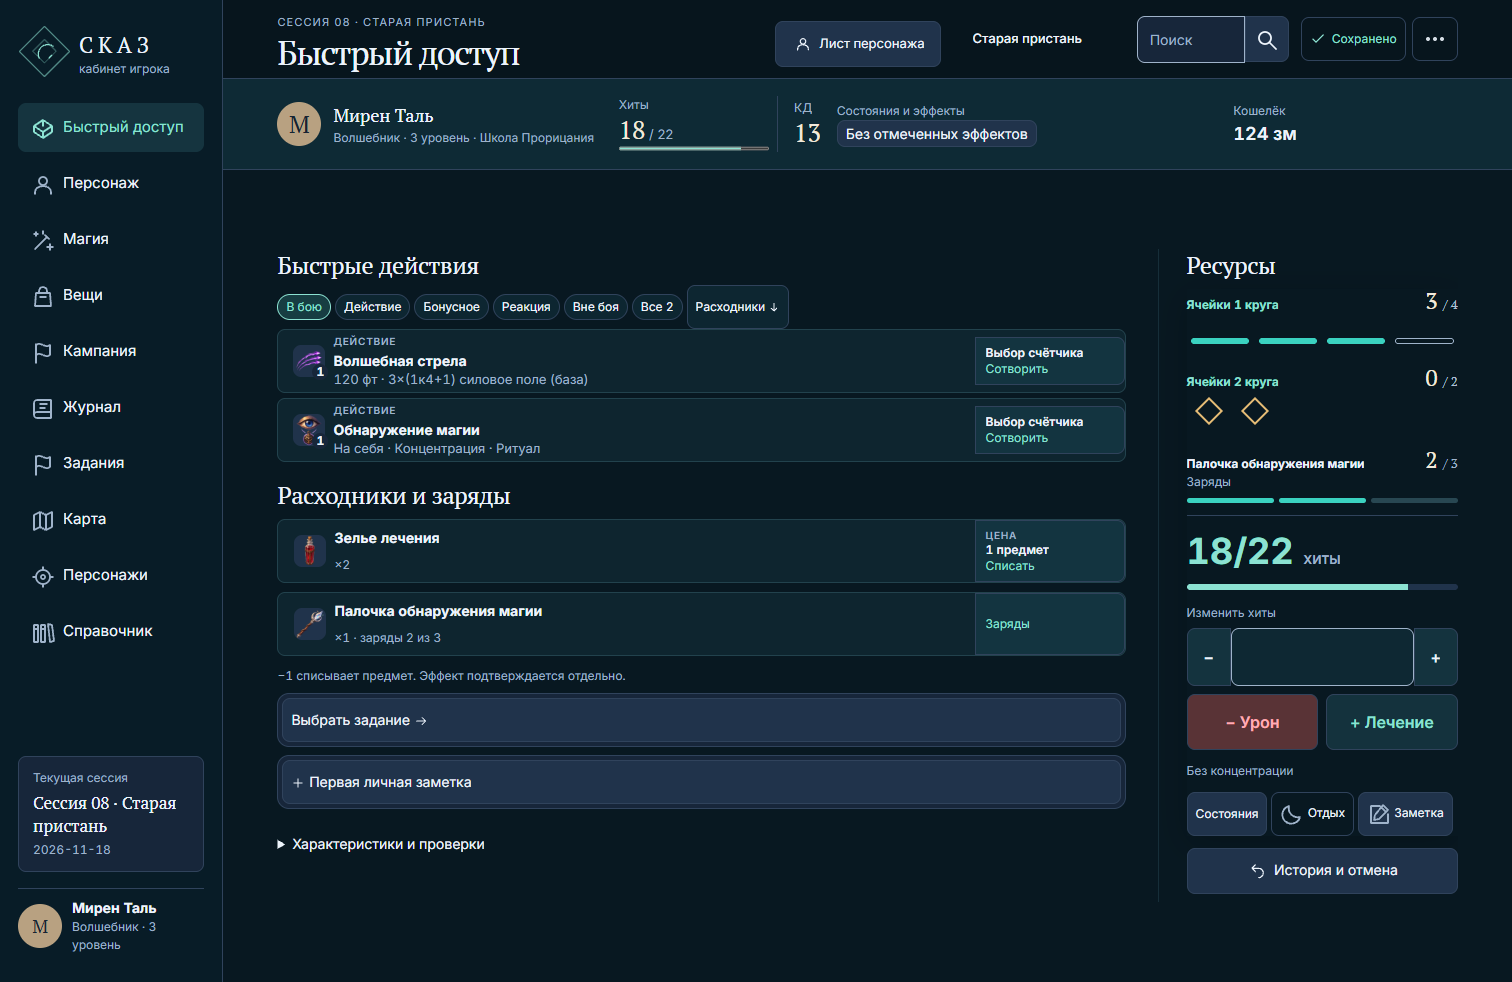 СКАЗ
кабинет игрока
Быстрый доступ
Персонаж
Магия
Вещи
Кампания
Журнал
Задания
Карта
Персонажи
Справочник
Текущая сессия
Сессия 08 · Старая
пристань
2026-11-18
М
Мирен Таль
Волшебник · 3
уровень
СЕССИЯ 08 · СТАРАЯ ПРИСТАНЬ
Быстрый доступ
Лист персонажа
Старая пристань
Поиск
Сохранено
М
Мирен Таль
Волшебник · 3 уровень · Школа Прорицания
Хиты
18 / 22
КД
13
Состояния и эффекты
Без отмеченных эффектов
Кошелёк
124 зм
Быстрые действия
В бою
Действие
Бонусное
Реакция
Вне боя
Все 2
Расходники ↓
ДЕЙСТВИЕ
Волшебная стрела
120 фт · 3×(1к4+1) силовое поле (база)
1
Выбор счётчика
Сотворить
ДЕЙСТВИЕ
Обнаружение магии
На себя · Концентрация · Ритуал
1
Выбор счётчика
Сотворить
Расходники и заряды
Зелье лечения
×2
ЦЕНА
1 предмет
Списать
Палочка обнаружения магии
×1 · заряды 2 из 3
Заряды
−1 списывает предмет. Эффект подтверждается отдельно.
Выбрать задание →
+ Первая личная заметка
▶ Характеристики и проверки
Ресурсы
Ячейки 1 круга
3 / 4
Ячейки 2 круга
0 / 2
Палочка обнаружения магии
2 / 3
Заряды
18/22 ХИТЫ
Изменить хиты
−
+
− Урон
+ Лечение
Без концентрации
Состояния
Отдых
Заметка
История и отмена